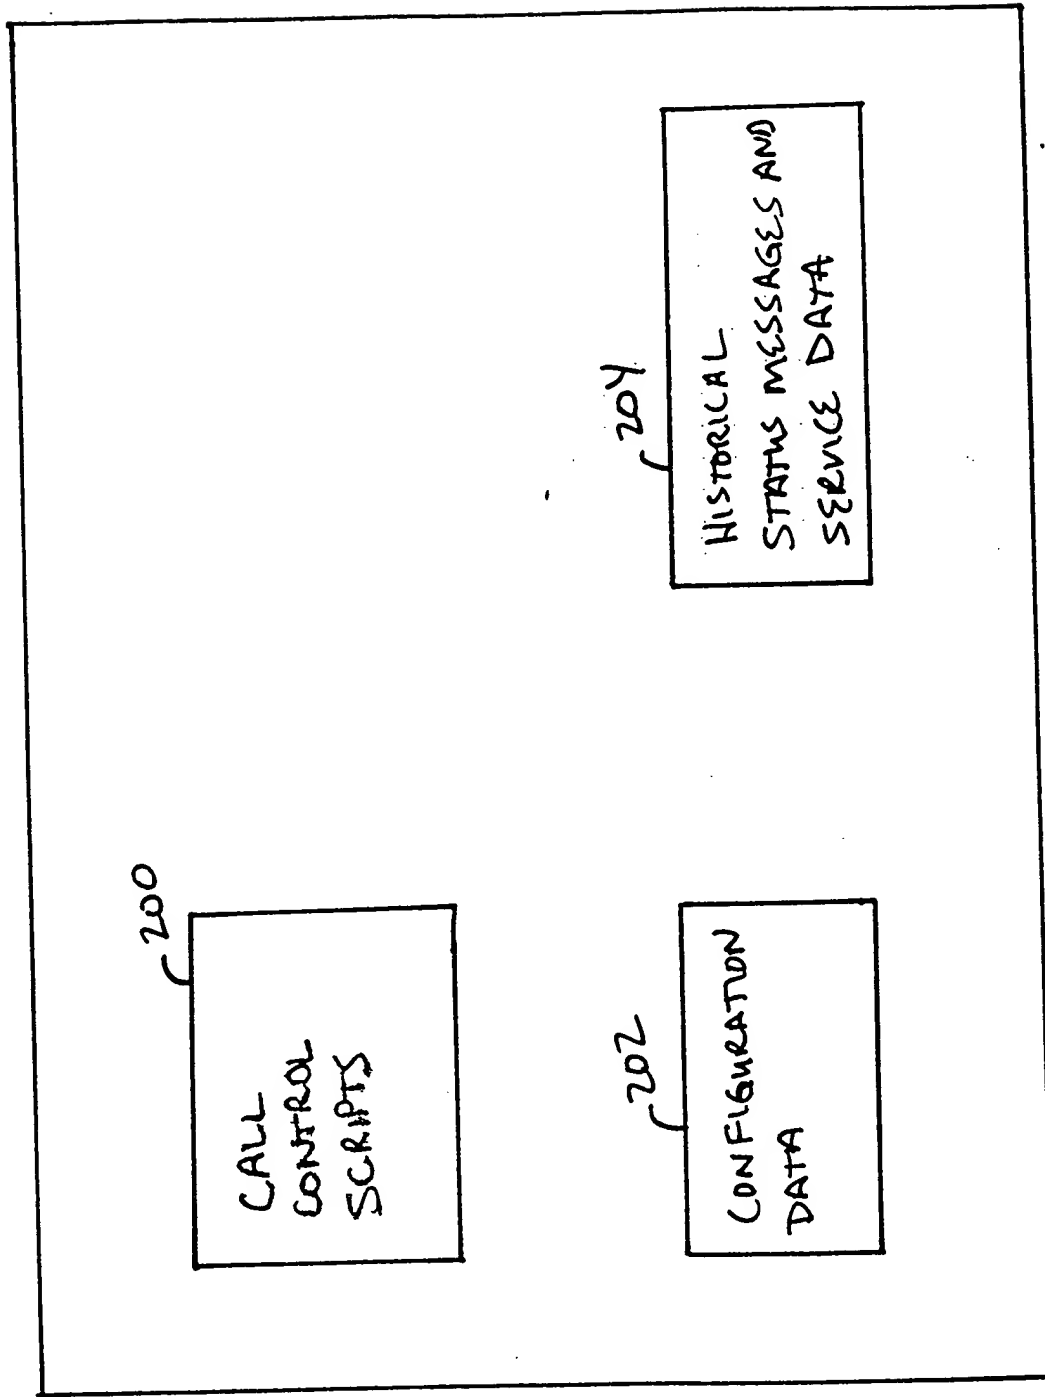 200
CALL
CONTROL
SCRIPTS
202
CONFIGURATION
DATA
204
HISTORICAL
STATUS MESSAGES AND
SERVICE DATA